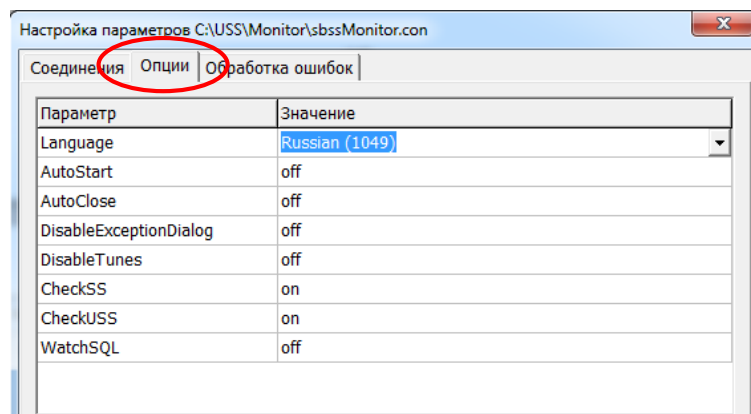 Настройка параметров C:\USS\Monitor\sbssMonitor.con
Соединения Опции Обработка ошибок
Параметр Значение
Language Russian (1049)
AutoStart off
AutoClose off
DisableExceptionDialog off
DisableTunes off
CheckSS on
CheckUSS on
WatchSQL off